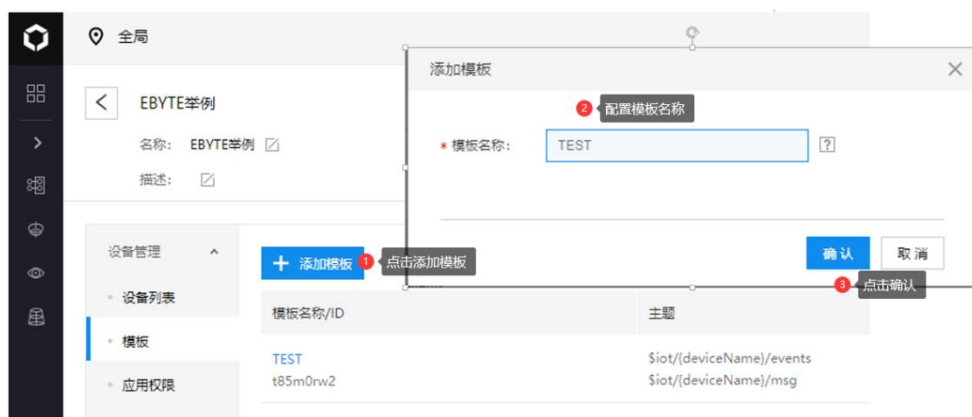 全局
添加模板
EBYTE举例
2 配置模板名称
名称： EBYTE举例
* 模板名称： TEST ?
描述：
设备管理
+ 添加模板 1 点击添加模板
确认 取消
3 点击确认
设备列表
模板名称/ID 主题
模板
TEST $iot/{deviceName}/events
t85m0rw2 $iot/{deviceName}/msg
应用权限